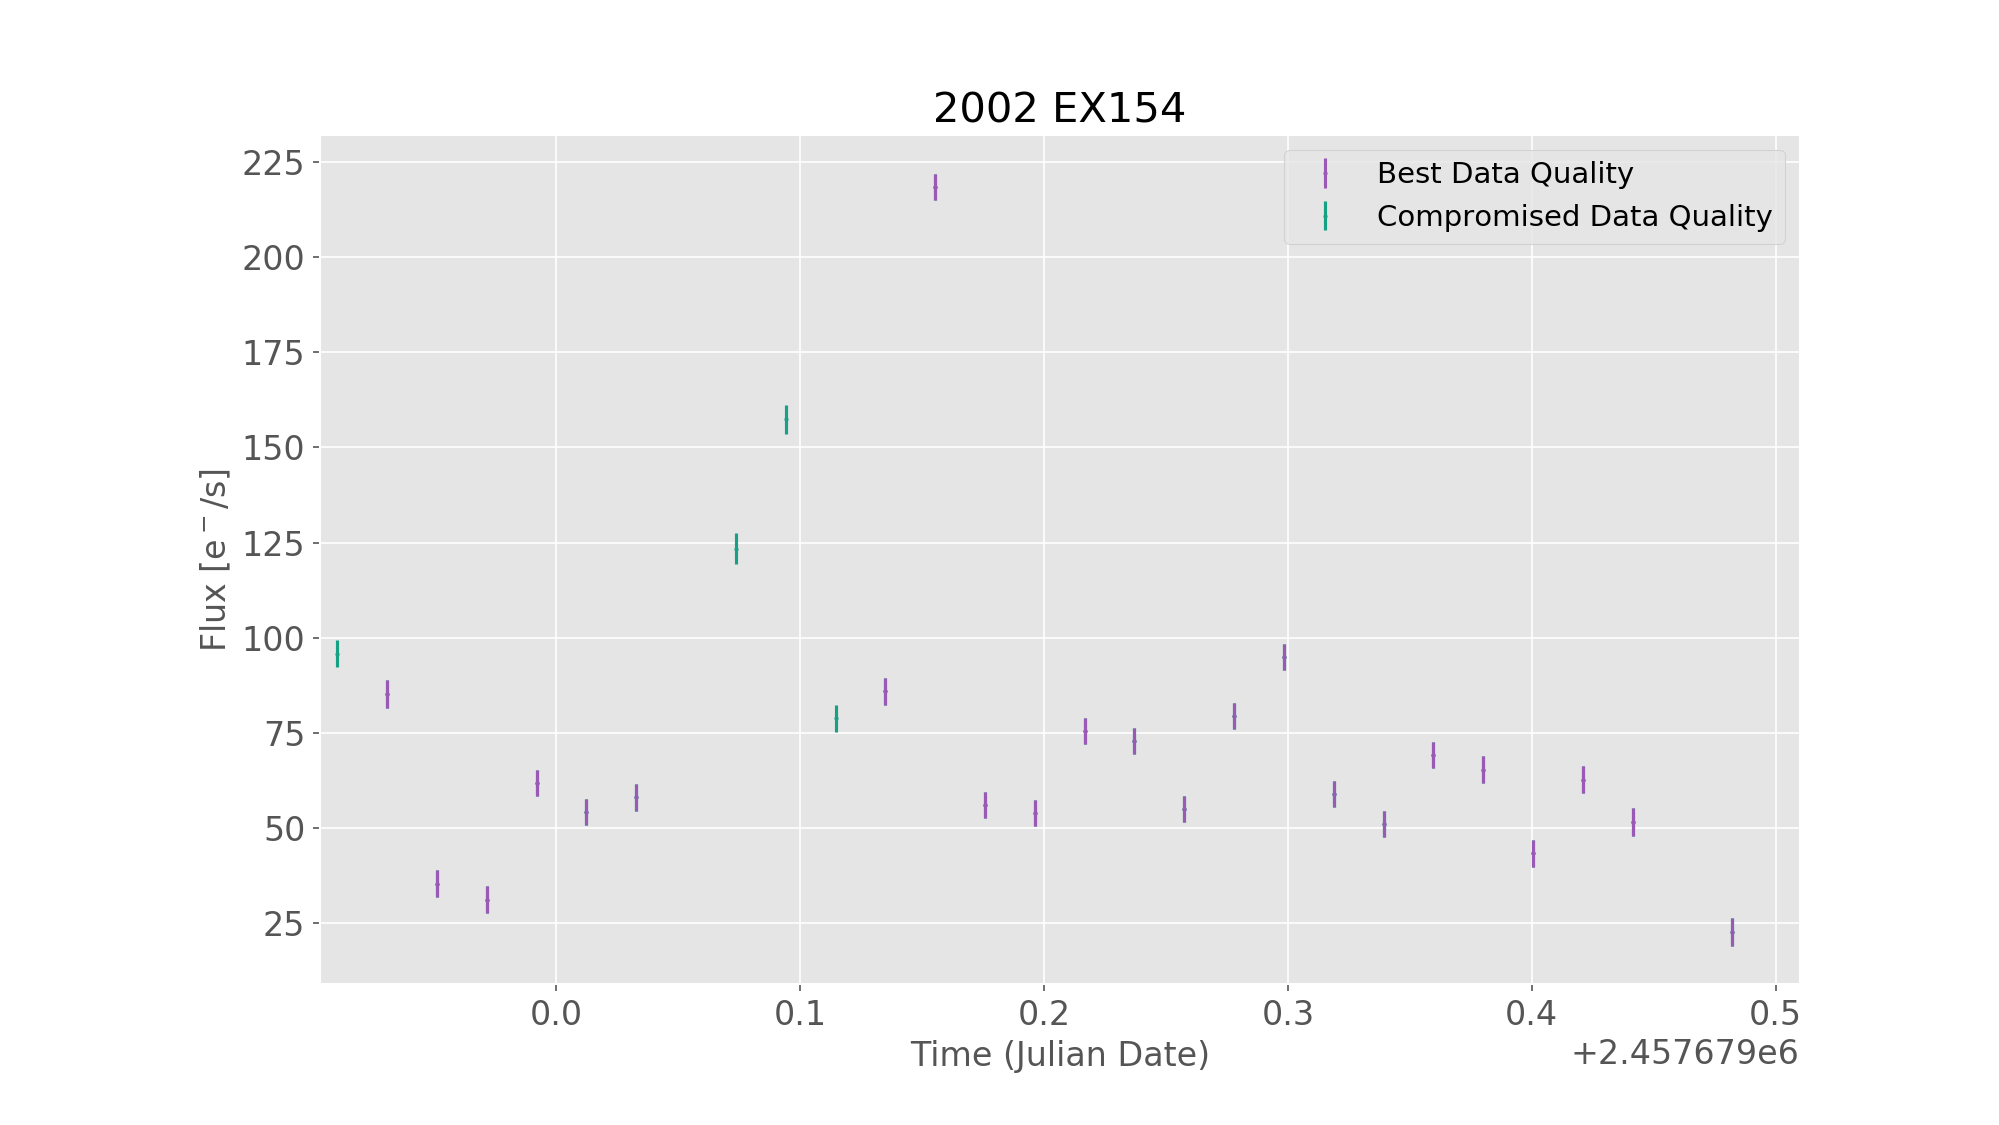 2002 EX154
Best Data Quality
Compromised Data Quality
Flux [e⁻/s]
225
200
175
150
125
100
75
50
25
0.0 0.1 0.2 0.3 0.4 0.5
Time (Julian Date)
+2.457679e6